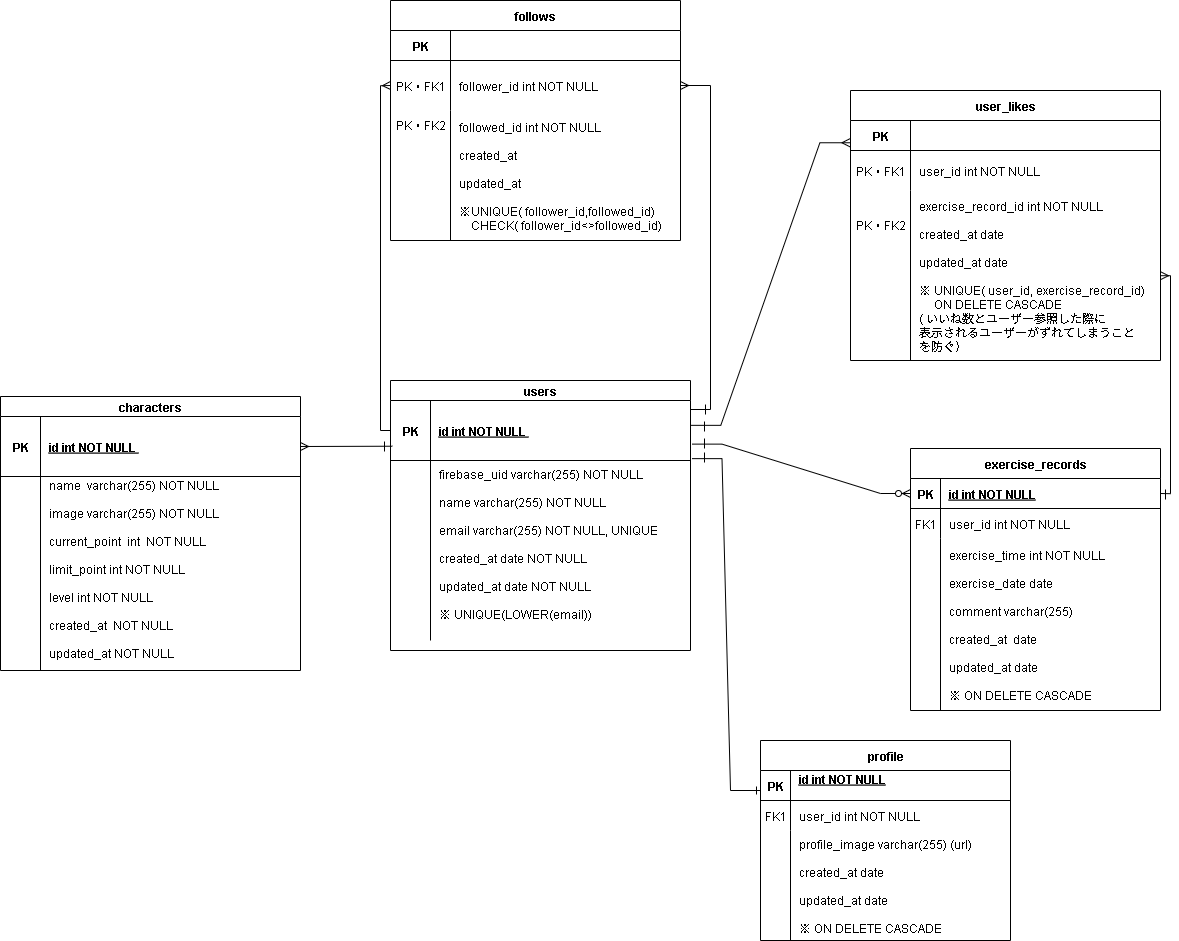 follows
PK
PK・FK1 follower_id int NOT NULL
PK・FK2 followed_id int NOT NULL
created_at
updated_at
※UNIQUE( follower_id,followed_id)
CHECK( follower_id<>followed_id)
user_likes
PK
PK・FK1 user_id int NOT NULL
exercise_record_id int NOT NULL
PK・FK2
created_at date
updated_at date
※ UNIQUE( user_id, exercise_record_id)
ON DELETE CASCADE
( いいね数とユーザー参照した際に
表示されるユーザーがずれてしまうこと
を防ぐ)
characters
PK id int NOT NULL
name varchar(255) NOT NULL
image varchar(255) NOT NULL
current_point int NOT NULL
limit_point int NOT NULL
level int NOT NULL
created_at NOT NULL
updated_at NOT NULL
users
PK id int NOT NULL
firebase_uid varchar(255) NOT NULL
name varchar(255) NOT NULL
email varchar(255) NOT NULL, UNIQUE
created_at date NOT NULL
updated_at date NOT NULL
※ UNIQUE(LOWER(email))
exercise_records
PK id int NOT NULL
FK1 user_id int NOT NULL
exercise_time int NOT NULL
exercise_date date
comment varchar(255)
created_at date
updated_at date
※ ON DELETE CASCADE
profile
PK id int NOT NULL
FK1 user_id int NOT NULL
profile_image varchar(255) (url)
created_at date
updated_at date
※ ON DELETE CASCADE